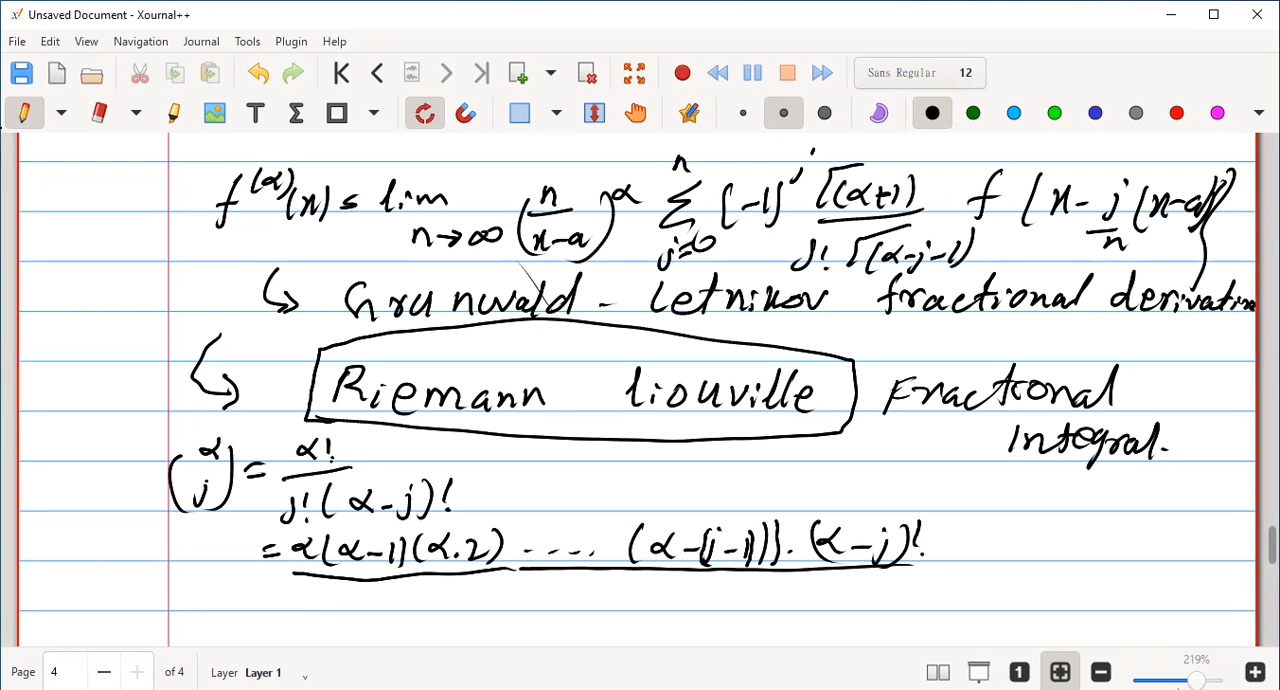 Unsaved Document - Xournal++
File Edit View Navigation Journal Tools Plugin Help
Sans Regular 12
f^(α)(x) = lim n→∞ (n/(x-a))^α Σ_{j=0}^{n} (-1)^j Γ(α+1)/(j! Γ(α-j-1)) f(x - j/n (x-a))
↳ Grunwald - Letnikov fractional derivative
↳ Riemann Liouville Fractional
Integral.
(α j) = α!/(j!(α-j)!)
= α(α-1)(α.2) ..... (α-(j-1))}.(α-j)!
Page 4 of 4 Layer Layer 1 219%